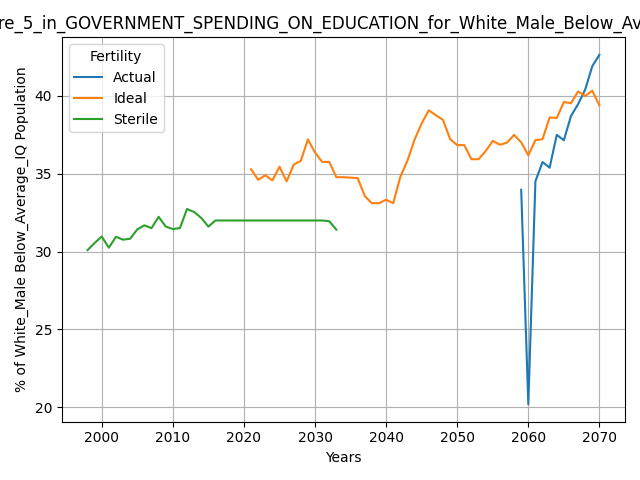 re_5_in_GOVERNMENT_SPENDING_ON_EDUCATION_for_White_Male_Below_Av
Fertility
Actual
Ideal
Sterile
% of White_Male Below_Average_IQ Population
40
35
30
25
20
2000 2010 2020 2030 2040 2050 2060 2070
Years